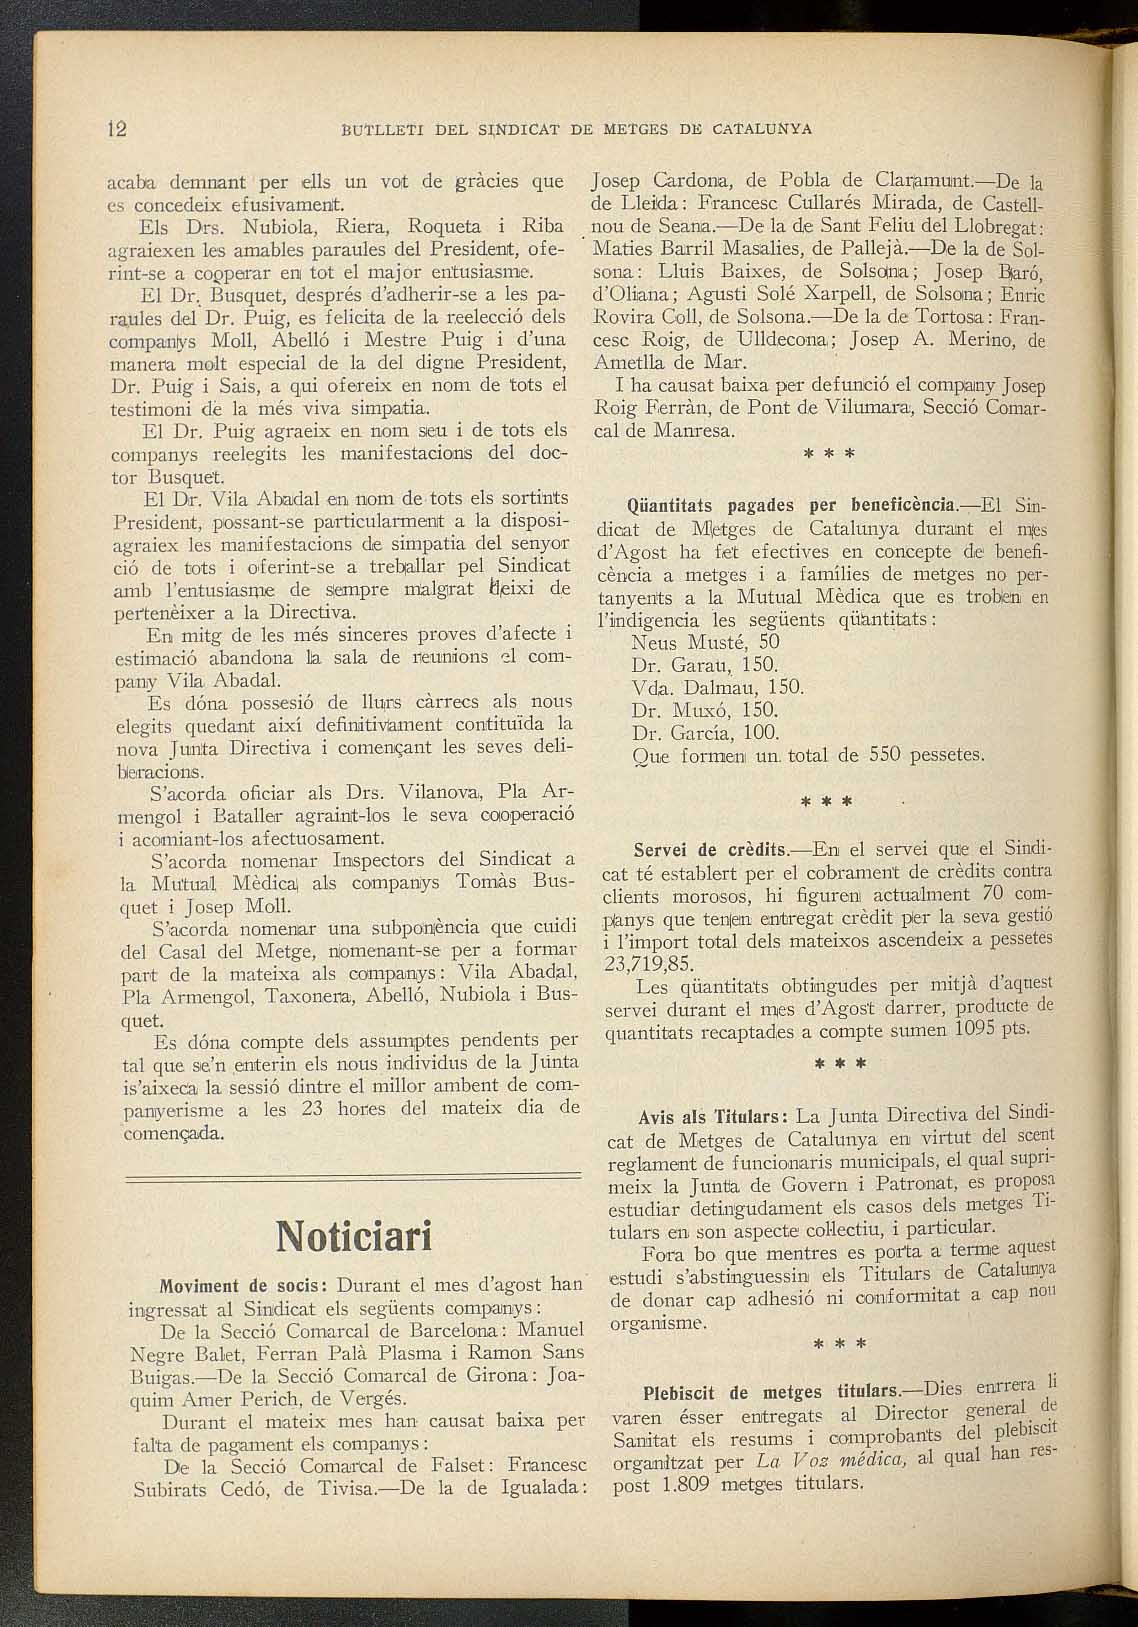 12
BUTLLETI DEL SINDICAT DE METGES DE CATALUNYA
acaba demnant per ells un vot de gràcies que
es concedeix efusivament.
Els Drs. Nubiola, Riera, Roqueta i Riba
agraiexen les amables paraules del President, ofe-
rint-se a cooperar en tot el major entusiasme.
El Dr. Busquet, després d'adherir-se a les pa-
raules del Dr. Puig, es felicita de la reelecció dels
companys Moll, Abelló i Mestre Puig i d'una
manera molt especial de la del digne President,
Dr. Puig i Sais, a qui ofereix en nom de tots el
testimoni de la més viva simpatia.
El Dr. Puig agraeix en nom seu i de tots els
companys reelegits les manifestacions del doc-
tor Busquet.
El Dr. Vila Abadal en nom de tots els sortints
President, possant-se particularment a la disposi-
agraiex les manifestacions de simpatia del senyor
ció de tots i oferint-se a treballar pel Sindicat
amb l'entusiasme de sempre malgrat deixi de
pertenèixer a la Directiva.
En mitg de les més sinceres proves d'afecte i
estimació abandona la sala de reunions el com-
pany Vila Abadal.
Es dóna possesió de llurs càrrecs als nous
elegits quedant així definitivament contituïda la
nova Junta Directiva i començant les seves deli-
beracions.
S'acorda oficiar als Drs. Vilanova, Pla Ar-
mengol i Bataller agraint-los le seva cooperació
i acomiant-los afectuosament.
S'acorda nomenar Inspectors del Sindicat a
la Mutual Mèdica als companys Tomàs Bus-
quet i Josep Moll.
S'acorda nomenar una subponència que cuidi
del Casal del Metge, nomenant-se per a formar
part de la mateixa als companys: Vila Abadal,
Pla Armengol, Taxonera, Abelló, Nubiola i Bus-
quet.
Es dóna compte dels assumptes pendents per
tal que se'n enterin els nous individus de la Junta
is'aixeca la sessió dintre el millor ambent de com-
panyerisme a les 23 hores del mateix dia de
començada.
Noticiari
Moviment de socis: Durant el mes d'agost han
ingressat al Sindicat els següents companys:
De la Secció Comarcal de Barcelona: Manuel
Negre Balet, Ferran Palà Plasma i Ramon Sans
Buigas.—De la Secció Comarcal de Girona: Joa-
quim Amer Perich, de Vergés.
Durant el mateix mes han causat baixa per
falta de pagament els companys:
De la Secció Comarcal de Falset: Francesc
Subirats Cedó, de Tivisa.—De la de Igualada:
Josep Cardona, de Pobla de Claramunt.—De la
de Lleida: Francesc Cullarés Mirada, de Castell-
nou de Seana.—De la de Sant Feliu del Llobregat:
Maties Barril Masalies, de Pallejà.—De la de Sol-
sona: Lluis Baixes, de Solsona; Josep Baró,
d'Oliana; Agusti Solé Xarpell, de Solsona; Enric
Rovira Coll, de Solsona.—De la de Tortosa: Fran-
cesc Roig, de Ulldecona; Josep A. Merino, de
Ametlla de Mar.
I ha causat baixa per defunció el company Josep
Roig Ferràn, de Pont de Vilumara, Secció Comar-
cal de Manresa.
* * *
Qüantitats pagades per beneficència.—El Sin-
dicat de Metges de Catalunya durant el mes
d'Agost ha fet efectives en concepte de benefi-
cència a metges i a famílies de metges no per-
tanyents a la Mutual Mèdica que es troben en
l'indigencia les següents qüantitats:
Neus Musté, 50
Dr. Garau, 150.
Vda. Dalmau, 150.
Dr. Muxó, 150.
Dr. García, 100.
Que formen un total de 550 pessetes.
* * *
Servei de crèdits.—En el servei que el Sindi-
cat té establert per el cobrament de crèdits contra
clients morosos, hi figuren actualment 70 com-
panys que tenen entregat crèdit per la seva gestió
i l'import total dels mateixos ascendeix a pessetes
23,719,85.
Les qüantitats obtingudes per mitjà d'aquest
servei durant el mes d'Agost darrer, producte de
quantitats recaptades a compte sumen 1095 pts.
* * *
Avis als Titulars: La Junta Directiva del Sindi-
cat de Metges de Catalunya en virtut del scent
reglament de funcionaris municipals, el qual supri-
meix la Junta de Govern i Patronat, es proposa
estudiar detingudament els casos dels metges Ti-
tulars en son aspecte col·lectiu, i particular.
Fora bo que mentres es porta a terme aquest
estudi s'abstinguessin els Titulars de Catalunya
de donar cap adhesió ni conformitat a cap nou
organisme.
* * *
Plebiscit de metges titulars.—Dies enrrera li
varen ésser entregats al Director general de
Sanitat els resums i comprobants del plebiscit
organitzat per La Voz médica, al qual han res-
post 1.809 metges titulars.